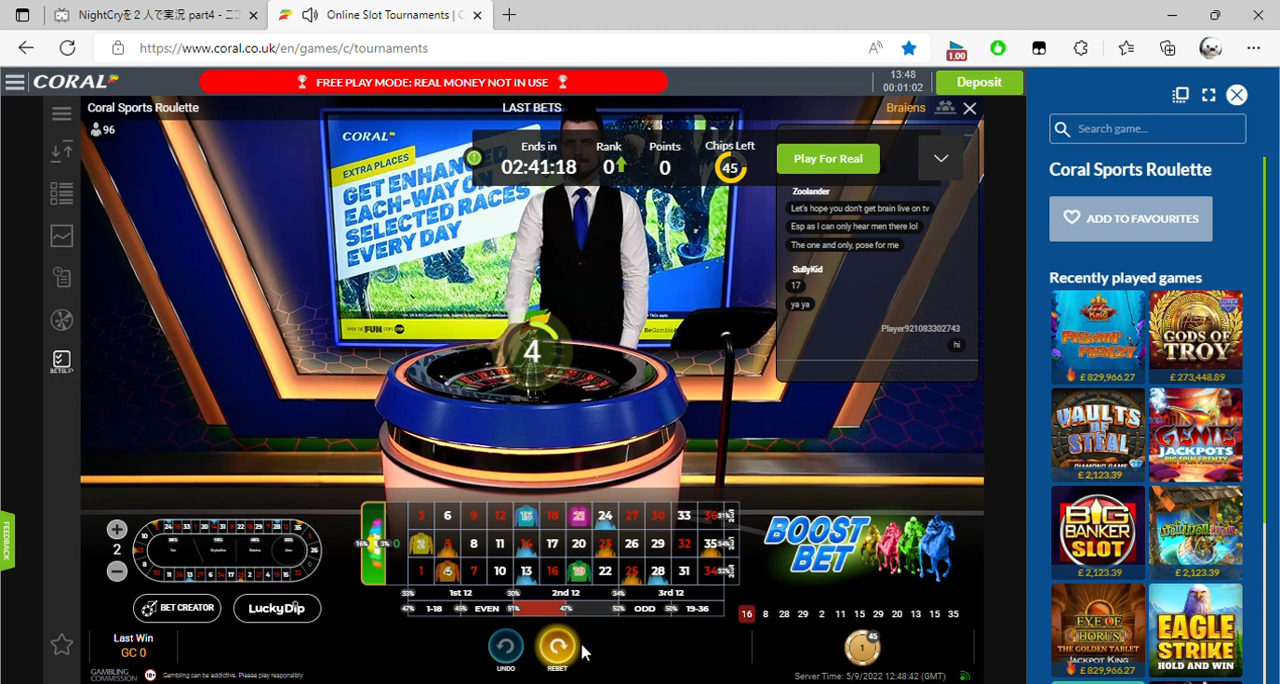 NightCryを2人で実況 part4 - ニコ
Online Slot Tournaments | C
https://www.coral.co.uk/en/games/c/tournaments
1.00
CORAL
FREE PLAY MODE: REAL MONEY NOT IN USE
13:48
00:01:02
Deposit
Coral Sports Roulette
LAST BETS
Braiens
96
CORAL
EXTRA PLACES
GET ENHANCED
EACH-WAY ON
SELECTED RACES
EVERY DAY
Ends in
02:41:18
Rank
0
Points
0
Chips Left
45
Play For Real
Zoolander
Let's hope you don't get brain live on tv
Esp as I can only hear men there lol
The one and only, pose for me
SullyKid
17
ya ya
Player921083302743
hi
4
BETSLIP
FEEDBACK
3 6 9 12 15 18 21 24 27 30 33 36
2 5 8 11 14 17 20 23 26 29 32 35
0
1 4 7 10 13 16 19 22 25 28 31 34
1st 12 2nd 12 3rd 12
1-18 EVEN ODD 19-36
2
BET CREATOR
LuckyDip
BOOST
BET
16 8 28 29 2 11 15 29 20 13 15 35
Last Win
GC 0
UNDO
REBET
1
45
GAMBLING
COMMISSION
18+
Gambling can be addictive. Please play responsibly
Server Time: 5/9/2022 12:48:42 (GMT)
Search game...
Coral Sports Roulette
ADD TO FAVOURITES
Recently played games
FISHIN' FRENZY
£ 829,966.27
GODS OF
TROY
£ 273,448.89
VAULTS
OF
STEAL
DIAMOND GAME
£ 2,123.39
GENIE
JACKPOTS
BIG SPIN FRENZY
BIG
BANKER
SLOT
£ 2,123.39
£ 2,123.39
EYE OF
HORUS
THE GOLDEN TABLET
JACKPOT KING
£ 829,966.27
EAGLE
STRIKE
HOLD AND WIN